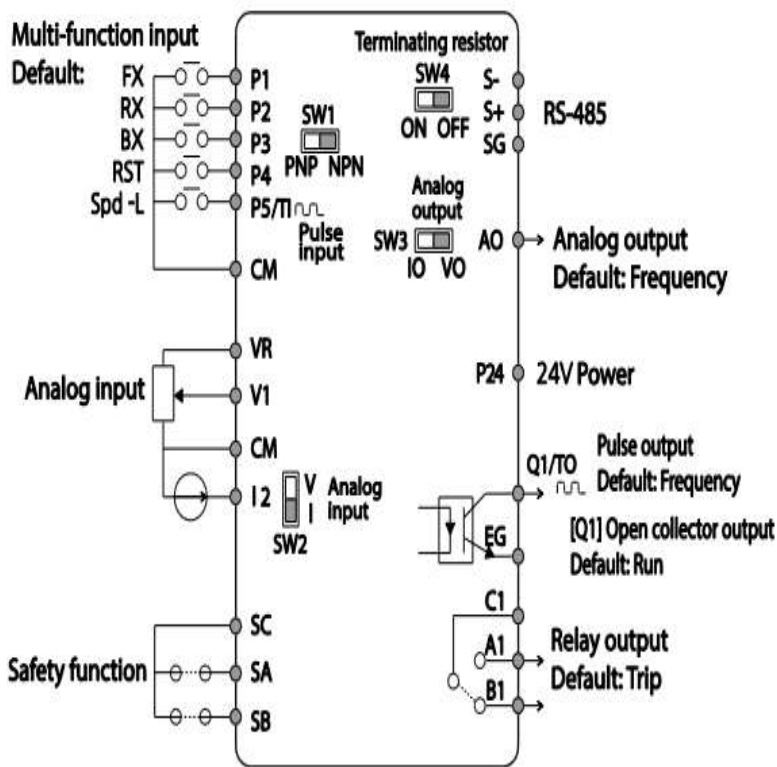 Multi-function input
Default:
FX
P1
RX
P2
BX
P3
RST
P4
Spd -L
P5/TI
Pulse
input
CM
SW1
PNP NPN
Terminating resistor
SW4
ON OFF
S-
S+
SG
RS-485
Analog
output
SW3
IO VO
AO
Analog output
Default: Frequency
Analog input
VR
V1
CM
I2
V
I
Analog
input
SW2
P24
24V Power
Q1/TO
Pulse output
Default: Frequency
EG
[Q1] Open collector output
Default: Run
Safety function
SC
SA
SB
C1
A1
B1
Relay output
Default: Trip